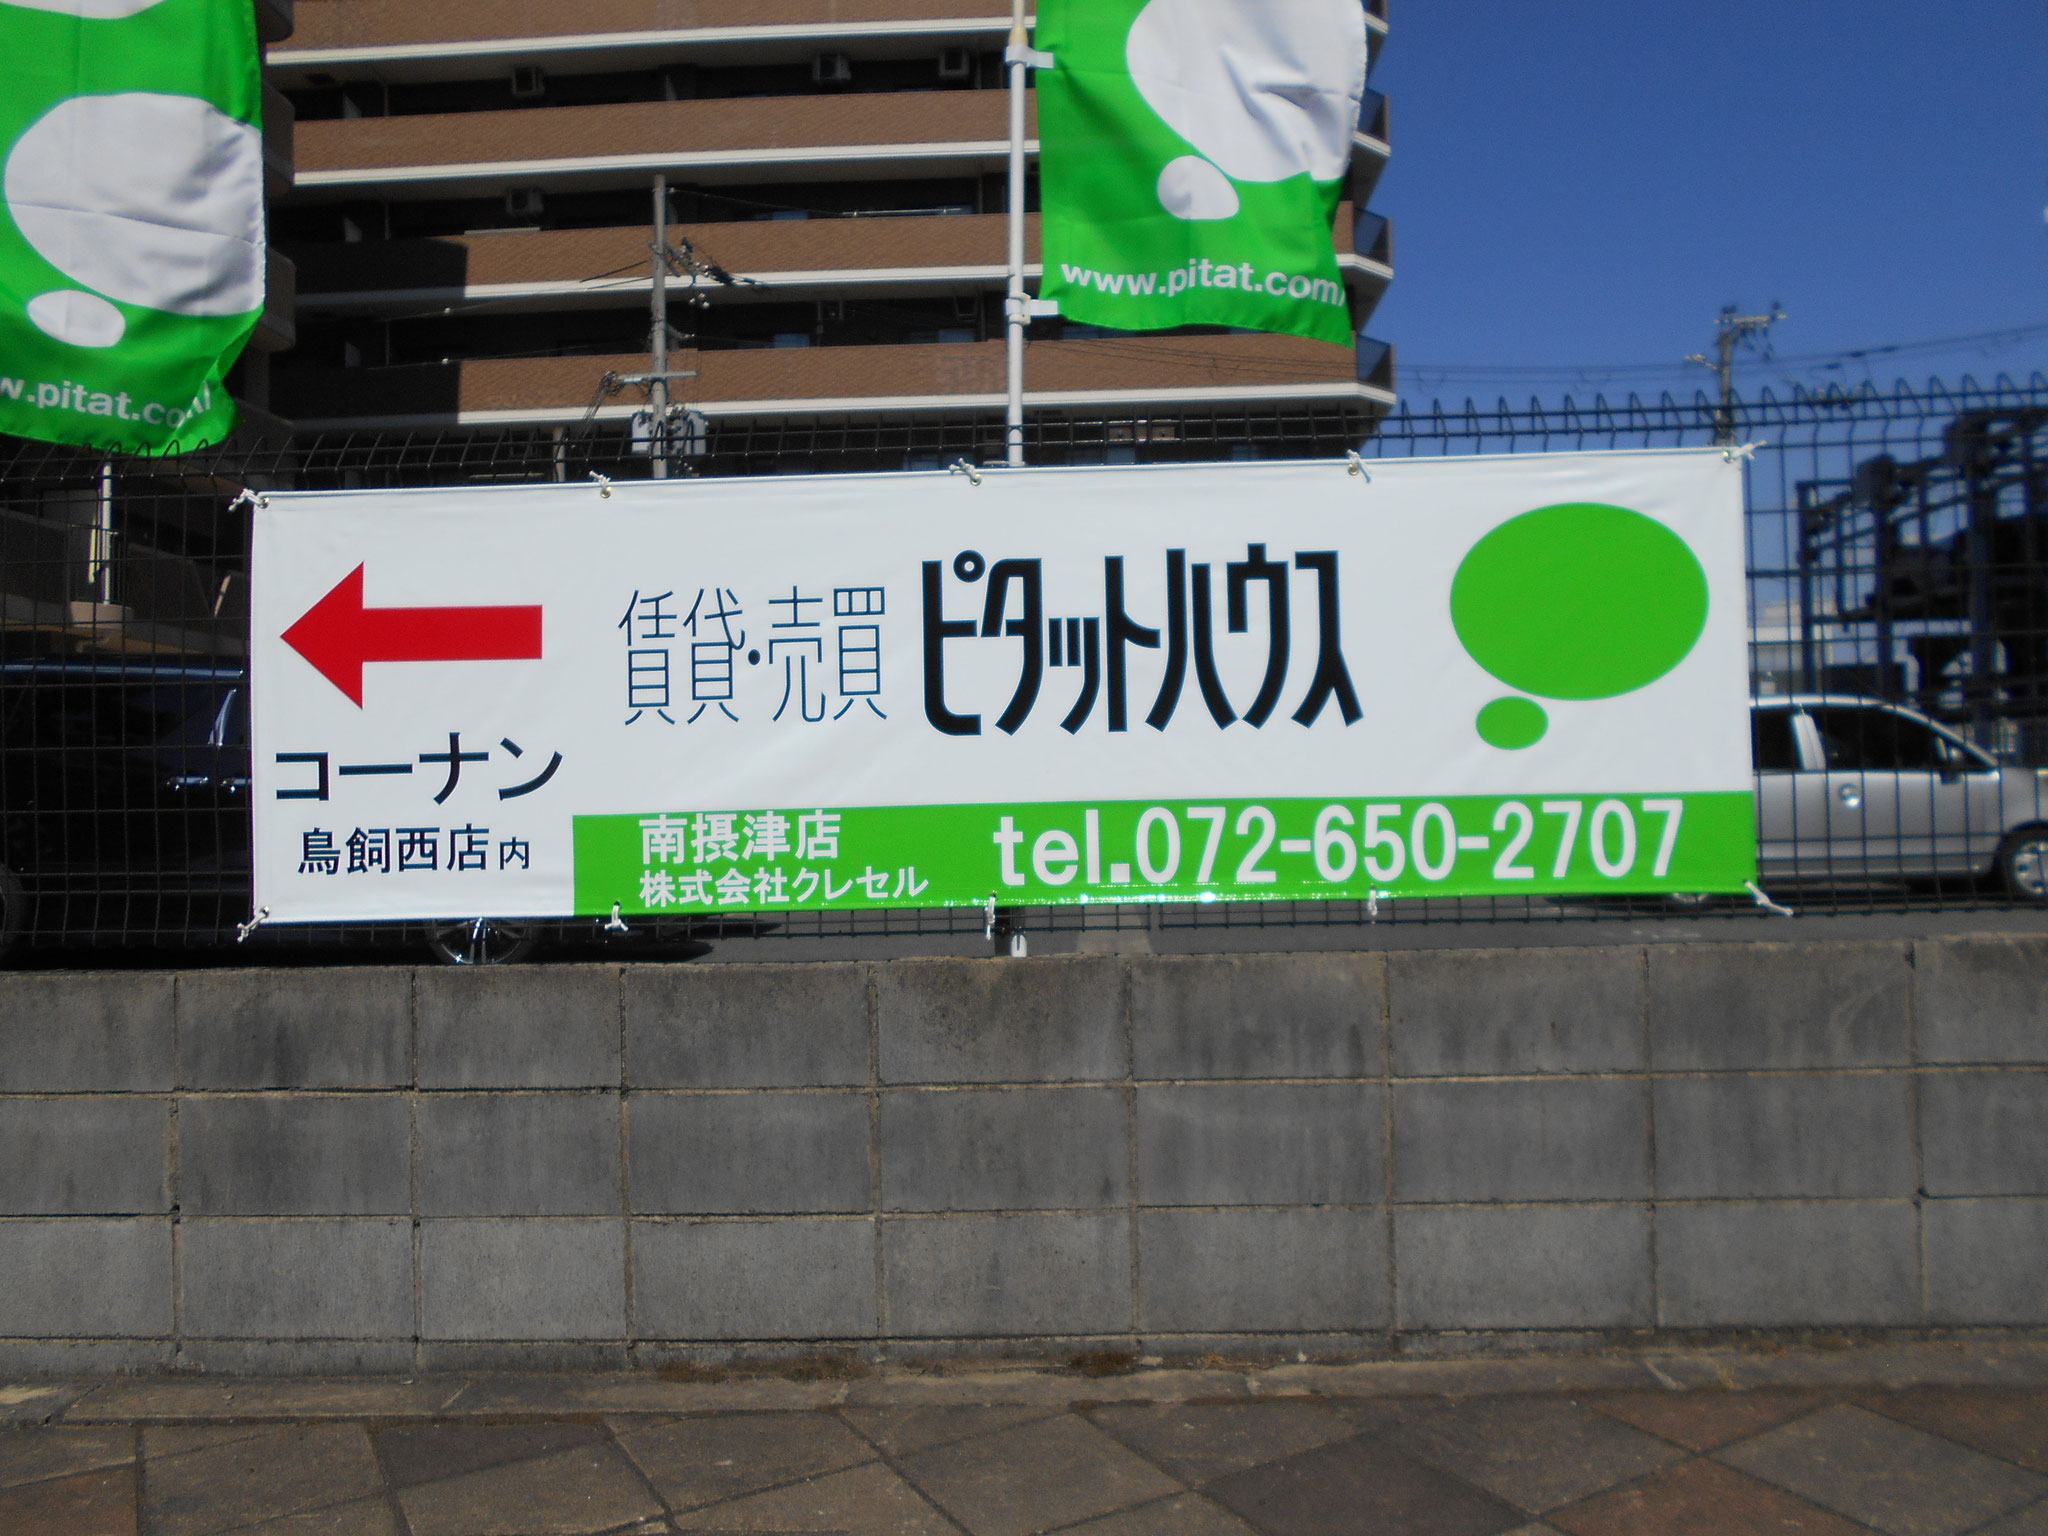 www.pitat.com/
w.pitat.com/
賃貸・売買 ピタットハウス
コーナン
鳥飼西店内
南摂津店
株式会社クレセル
tel.072-650-2707